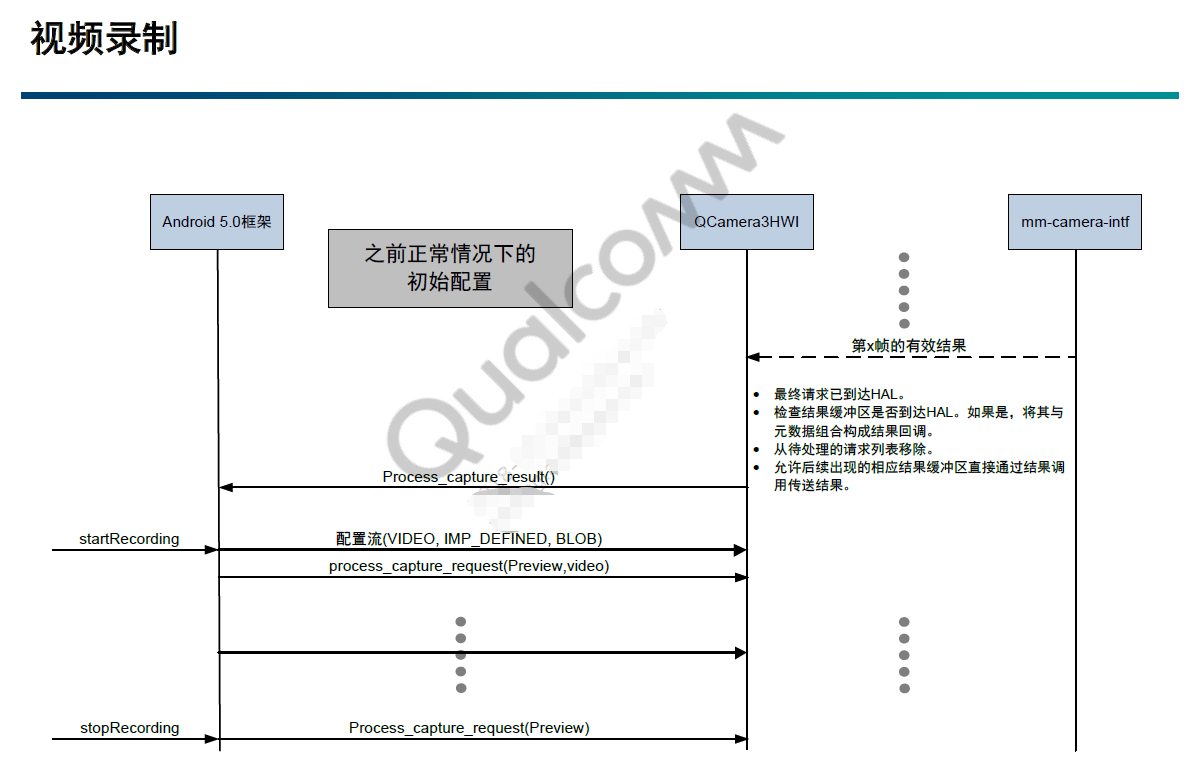 视频录制
Android 5.0框架
QCamera3HWI
mm-camera-intf
之前正常情况下的
初始配置
Qualcomm
第x帧的有效结果
• 最终请求已到达HAL。
• 检查结果缓冲区是否到达HAL。如果是，将其与
元数据组合构成结果回调。
• 从待处理的请求列表移除。
• 允许后续出现的相应结果缓冲区直接通过结果调
用传送结果。
Process_capture_result()
startRecording
配置流(VIDEO, IMP_DEFINED, BLOB)
process_capture_request(Preview,video)
stopRecording
Process_capture_request(Preview)